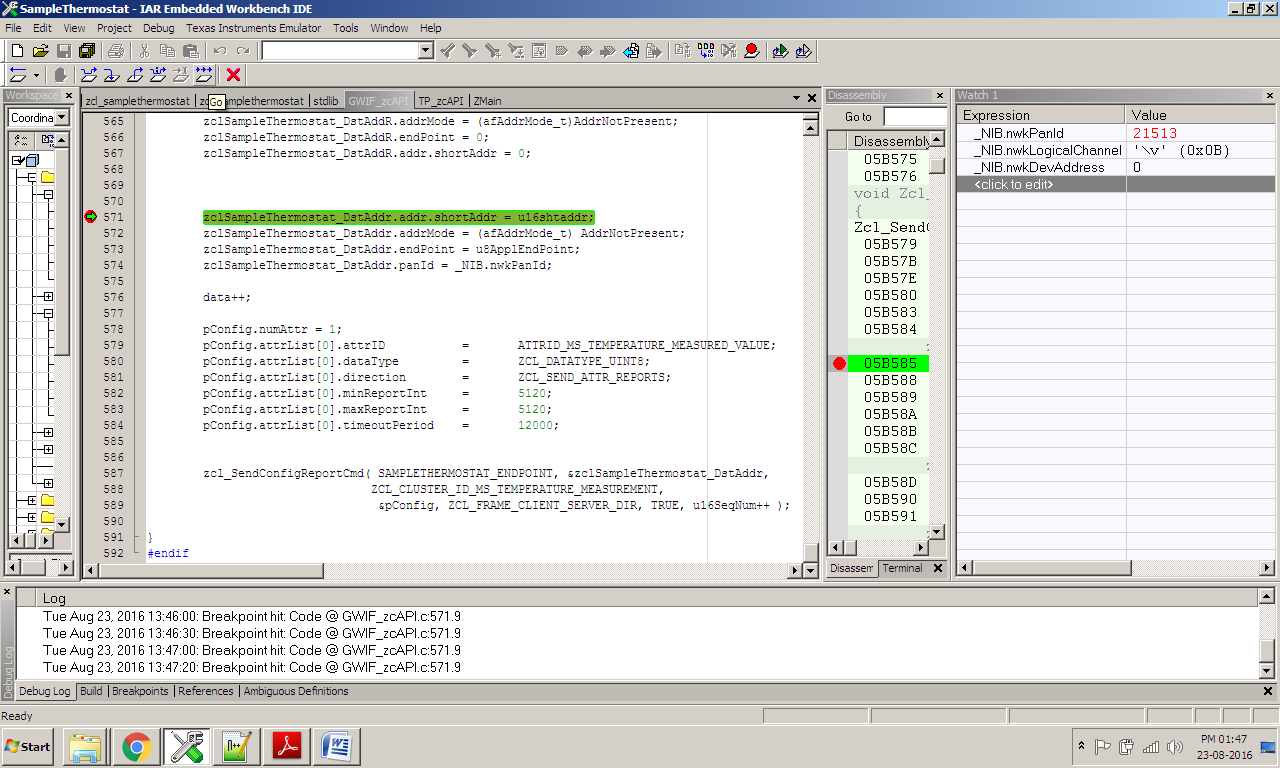 SampleThermostat - IAR Embedded Workbench IDE
File Edit View Project Debug Texas Instruments Emulator Tools Window Help
Workspace
zcl_samplethermostat
samplethermostat stdlib GWIF_zcAPI TP_zcAPI ZMain
Go
Coordina
565 zclSampleThermostat_DstAddR.addrMode = (afAddrMode_t)AddrNotPresent;
566 zclSampleThermostat_DstAddR.endPoint = 0;
567 zclSampleThermostat_DstAddR.addr.shortAddr = 0;
568
569
570
571 zclSampleThermostat_DstAddr.addr.shortAddr = u16shtaddr;
572 zclSampleThermostat_DstAddr.addrMode = (afAddrMode_t) AddrNotPresent;
573 zclSampleThermostat_DstAddr.endPoint = u8ApplEndPoint;
574 zclSampleThermostat_DstAddr.panId = _NIB.nwkPanId;
575
576 data++;
577
578 pConfig.numAttr = 1;
579 pConfig.attrList[0].attrID = ATTRID_MS_TEMPERATURE_MEASURED_VALUE;
580 pConfig.attrList[0].dataType = ZCL_DATATYPE_UINT8;
581 pConfig.attrList[0].direction = ZCL_SEND_ATTR_REPORTS;
582 pConfig.attrList[0].minReportInt = 5120;
583 pConfig.attrList[0].maxReportInt = 5120;
584 pConfig.attrList[0].timeoutPeriod = 12000;
585
586
587 zcl_SendConfigReportCmd( SAMPLETHERMOSTAT_ENDPOINT, &zclSampleThermostat_DstAddr,
588 ZCL_CLUSTER_ID_MS_TEMPERATURE_MEASUREMENT,
589 &pConfig, ZCL_FRAME_CLIENT_SERVER_DIR, TRUE, u16SeqNum++ );
590
591 }
592 #endif
Disassembly
Go to
Disassembly
05B575
05B576
void Zcl_
{
Zcl_Send
05B579
05B57B
05B57E
05B580
05B583
05B584
05B585
05B588
05B589
05B58A
05B58B
05B58C
05B58D
05B590
05B591
Disassem Terminal
Watch 1
Expression Value
_NIB.nwkPanId 21513
_NIB.nwkLogicalChannel '\v' (0x0B)
_NIB.nwkDevAddress 0
<click to edit>
Debug Log
Log
Tue Aug 23, 2016 13:46:00: Breakpoint hit: Code @ GWIF_zcAPI.c:571.9
Tue Aug 23, 2016 13:46:30: Breakpoint hit: Code @ GWIF_zcAPI.c:571.9
Tue Aug 23, 2016 13:47:00: Breakpoint hit: Code @ GWIF_zcAPI.c:571.9
Tue Aug 23, 2016 13:47:20: Breakpoint hit: Code @ GWIF_zcAPI.c:571.9
Debug Log Build Breakpoints References Ambiguous Definitions
Ready
Start
PM 01:47
23-08-2016